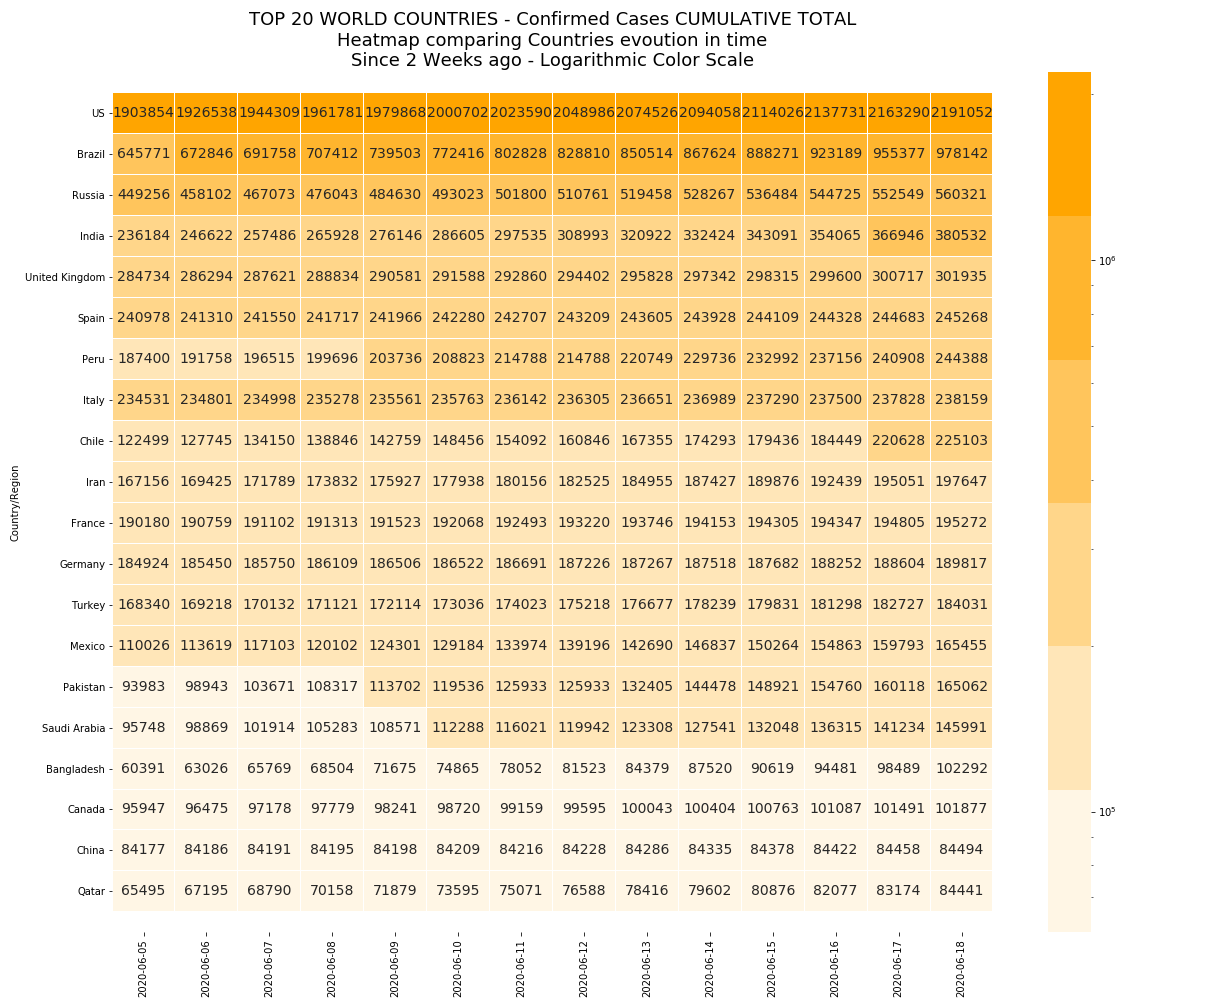 TOP 20 WORLD COUNTRIES - Confirmed Cases CUMULATIVE TOTAL
Heatmap comparing Countries evoution in time
Since 2 Weeks ago - Logarithmic Color Scale
US 1903854 1926538 1944309 1961781 1979868 2000702 2023590 2048986 2074526 2094058 2114026 2137731 2163290 2191052
Brazil 645771 672846 691758 707412 739503 772416 802828 828810 850514 867624 888271 923189 955377 978142
Russia 449256 458102 467073 476043 484630 493023 501800 510761 519458 528267 536484 544725 552549 560321
India 236184 246622 257486 265928 276146 286605 297535 308993 320922 332424 343091 354065 366946 380532
United Kingdom 284734 286294 287621 288834 290581 291588 292860 294402 295828 297342 298315 299600 300717 301935
Spain 240978 241310 241550 241717 241966 242280 242707 243209 243605 243928 244109 244328 244683 245268
Peru 187400 191758 196515 199696 203736 208823 214788 214788 220749 229736 232992 237156 240908 244388
Italy 234531 234801 234998 235278 235561 235763 236142 236305 236651 236989 237290 237500 237828 238159
Chile 122499 127745 134150 138846 142759 148456 154092 160846 167355 174293 179436 184449 220628 225103
Iran 167156 169425 171789 173832 175927 177938 180156 182525 184955 187427 189876 192439 195051 197647
France 190180 190759 191102 191313 191523 192068 192493 193220 193746 194153 194305 194347 194805 195272
Germany 184924 185450 185750 186109 186506 186522 186691 187226 187267 187518 187682 188252 188604 189817
Turkey 168340 169218 170132 171121 172114 173036 174023 175218 176677 178239 179831 181298 182727 184031
Mexico 110026 113619 117103 120102 124301 129184 133974 139196 142690 146837 150264 154863 159793 165455
Pakistan 93983 98943 103671 108317 113702 119536 125933 125933 132405 144478 148921 154760 160118 165062
Saudi Arabia 95748 98869 101914 105283 108571 112288 116021 119942 123308 127541 132048 136315 141234 145991
Bangladesh 60391 63026 65769 68504 71675 74865 78052 81523 84379 87520 90619 94481 98489 102292
Canada 95947 96475 97178 97779 98241 98720 99159 99595 100043 100404 100763 101087 101491 101877
China 84177 84186 84191 84195 84198 84209 84216 84228 84286 84335 84378 84422 84458 84494
Qatar 65495 67195 68790 70158 71879 73595 75071 76588 78416 79602 80876 82077 83174 84441
2020-06-05 2020-06-06 2020-06-07 2020-06-08 2020-06-09 2020-06-10 2020-06-11 2020-06-12 2020-06-13 2020-06-14 2020-06-15 2020-06-16 2020-06-17 2020-06-18
Country/Region
10⁶
10⁵